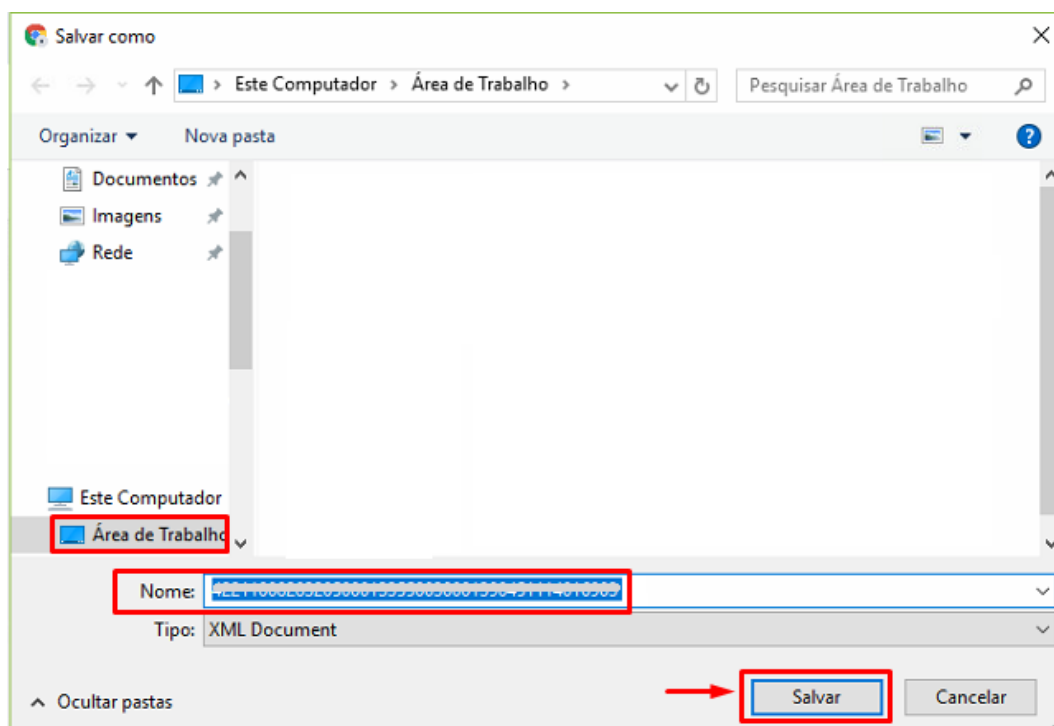 Salvar como
Este Computador > Área de Trabalho >
Pesquisar Área de Trabalho
Organizar
Nova pasta
Documentos
Imagens
Rede
Este Computador
Área de Trabalho
Nome:
Tipo: XML Document
Ocultar pastas
Salvar
Cancelar